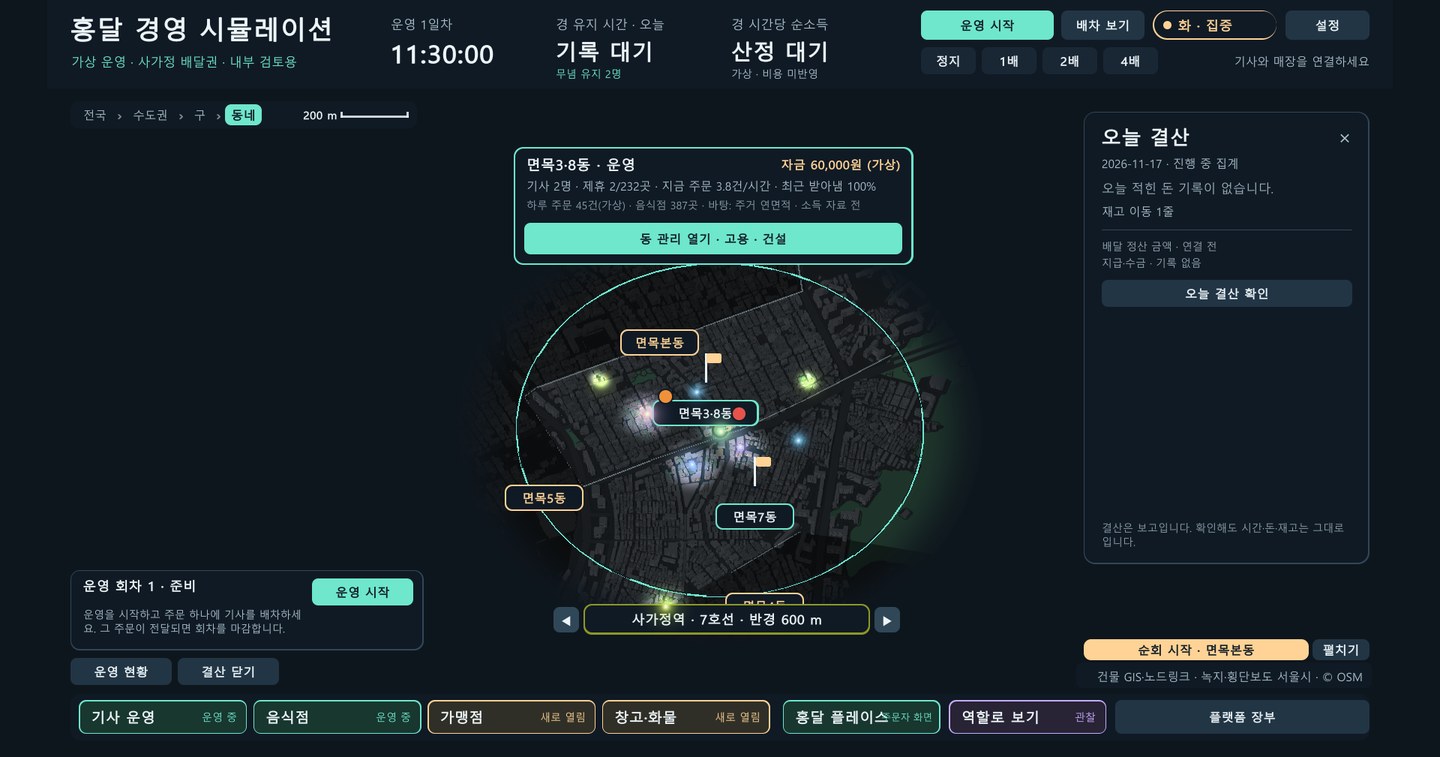 홍달 경영 시뮬레이션
가상 운영 · 사가정 배달권 · 내부 검토용
운영 1일차
11:30:00
경 유지 시간 · 오늘
기록 대기
무념 유지 2명
경 시간당 순소득
산정 대기
가상 · 비용 미반영
운영 시작
배차 보기
화 · 집중
설정
정지
1배
2배
4배
기사와 매장을 연결하세요
전국 › 수도권 › 구 › 동네
200 m
면목3·8동 · 운영
자금 60,000원 (가상)
기사 2명 · 제휴 2/232곳 · 지금 주문 3.8건/시간 · 최근 받아냄 100%
하루 주문 45건(가상) · 음식점 387곳 · 바탕: 주거 연면적 · 소득 자료 전
동 관리 열기 · 고용 · 건설
오늘 결산
×
2026-11-17 · 진행 중 집계
오늘 적힌 돈 기록이 없습니다.
재고 이동 1줄
배달 정산 금액 · 연결 전
지급·수금 · 기록 없음
오늘 결산 확인
결산은 보고입니다. 확인해도 시간·돈·재고는 그대로
입니다.
면목본동
면목3·8동
면목5동
면목7동
운영 회차 1 · 준비
운영 시작
운영을 시작하고 주문 하나에 기사를 배차하세
요. 그 주문이 전달되면 회차를 마감합니다.
◀
사가정역 · 7호선 · 반경 600 m
▶
운영 현황
결산 닫기
순회 시작 · 면목본동
펼치기
건물 GIS·노드링크 · 녹지·횡단보도 서울시 · © OSM
기사 운영
운영 중
음식점
운영 중
가맹점
새로 열림
창고·화물
새로 열림
홍달 플레이스
화면
역할로 보기
관찰
플랫폼 장부